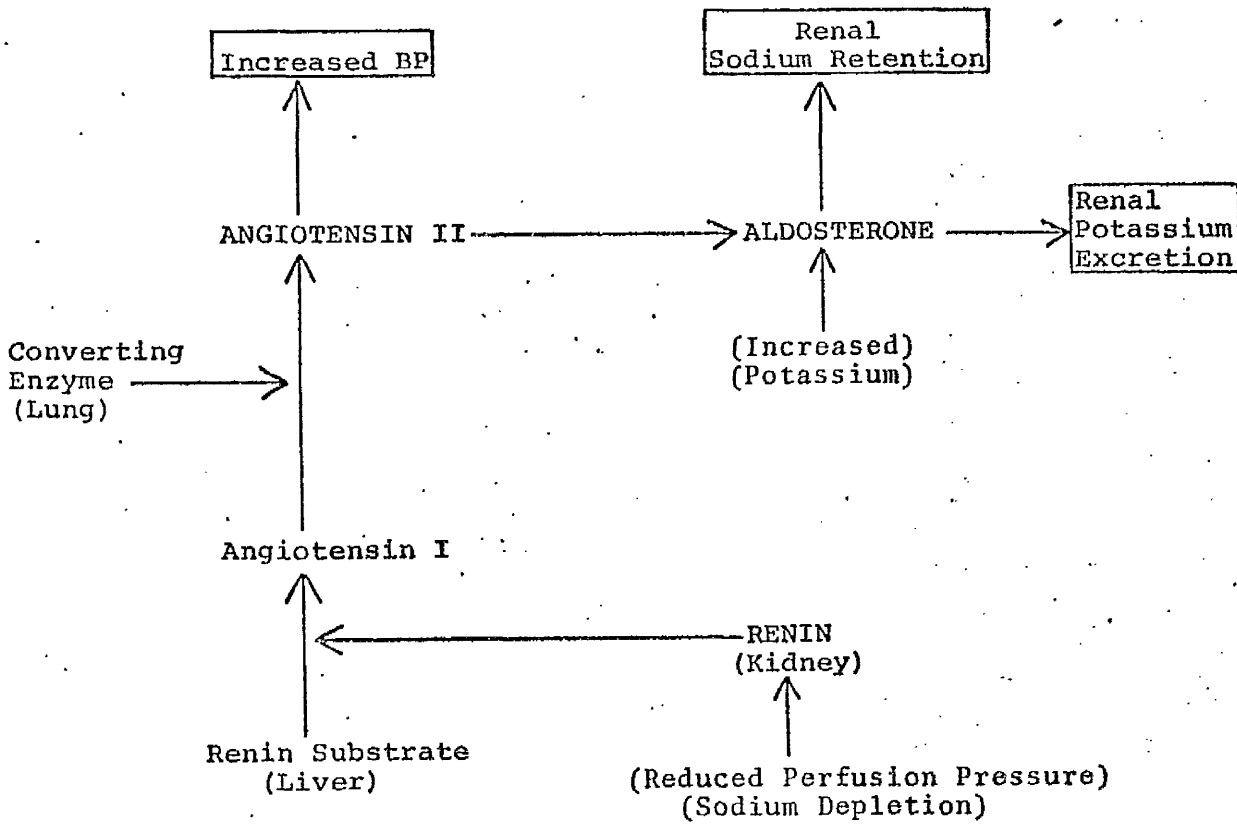 Increased BP
Renal
Sodium Retention
ANGIOTENSIN II
ALDOSTERONE
Renal
Potassium
Excretion
Converting
Enzyme
(Lung)
(Increased)
(Potassium)
Angiotensin I
RENIN
(Kidney)
Renin Substrate
(Liver)
(Reduced Perfusion Pressure)
(Sodium Depletion)